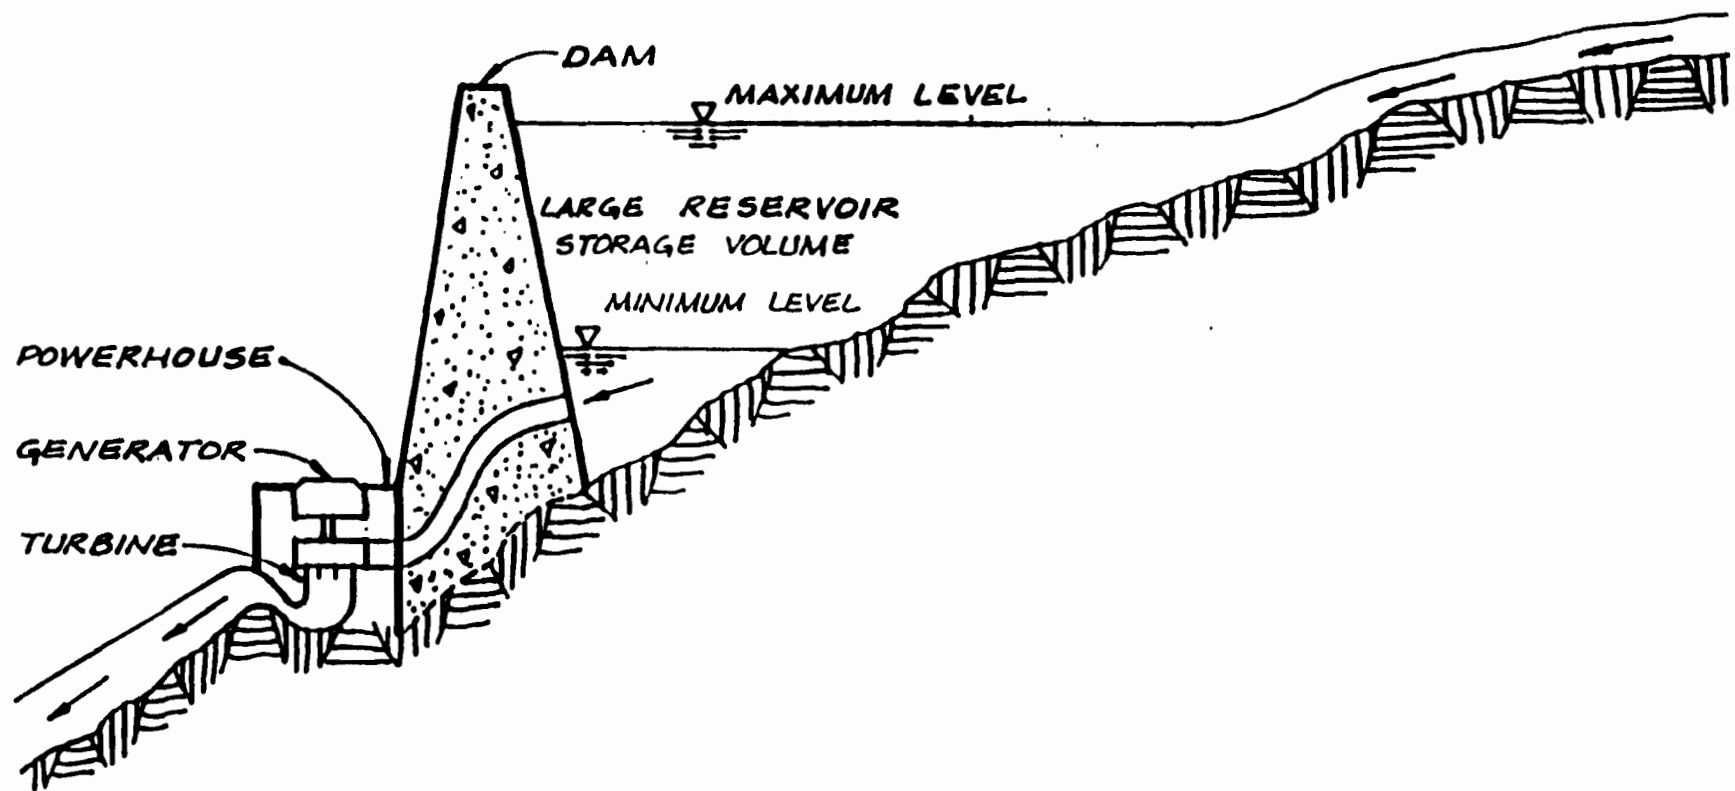 DAM
MAXIMUM LEVEL
LARGE RESERVOIR
STORAGE VOLUME
MINIMUM LEVEL
POWERHOUSE
GENERATOR
TURBINE